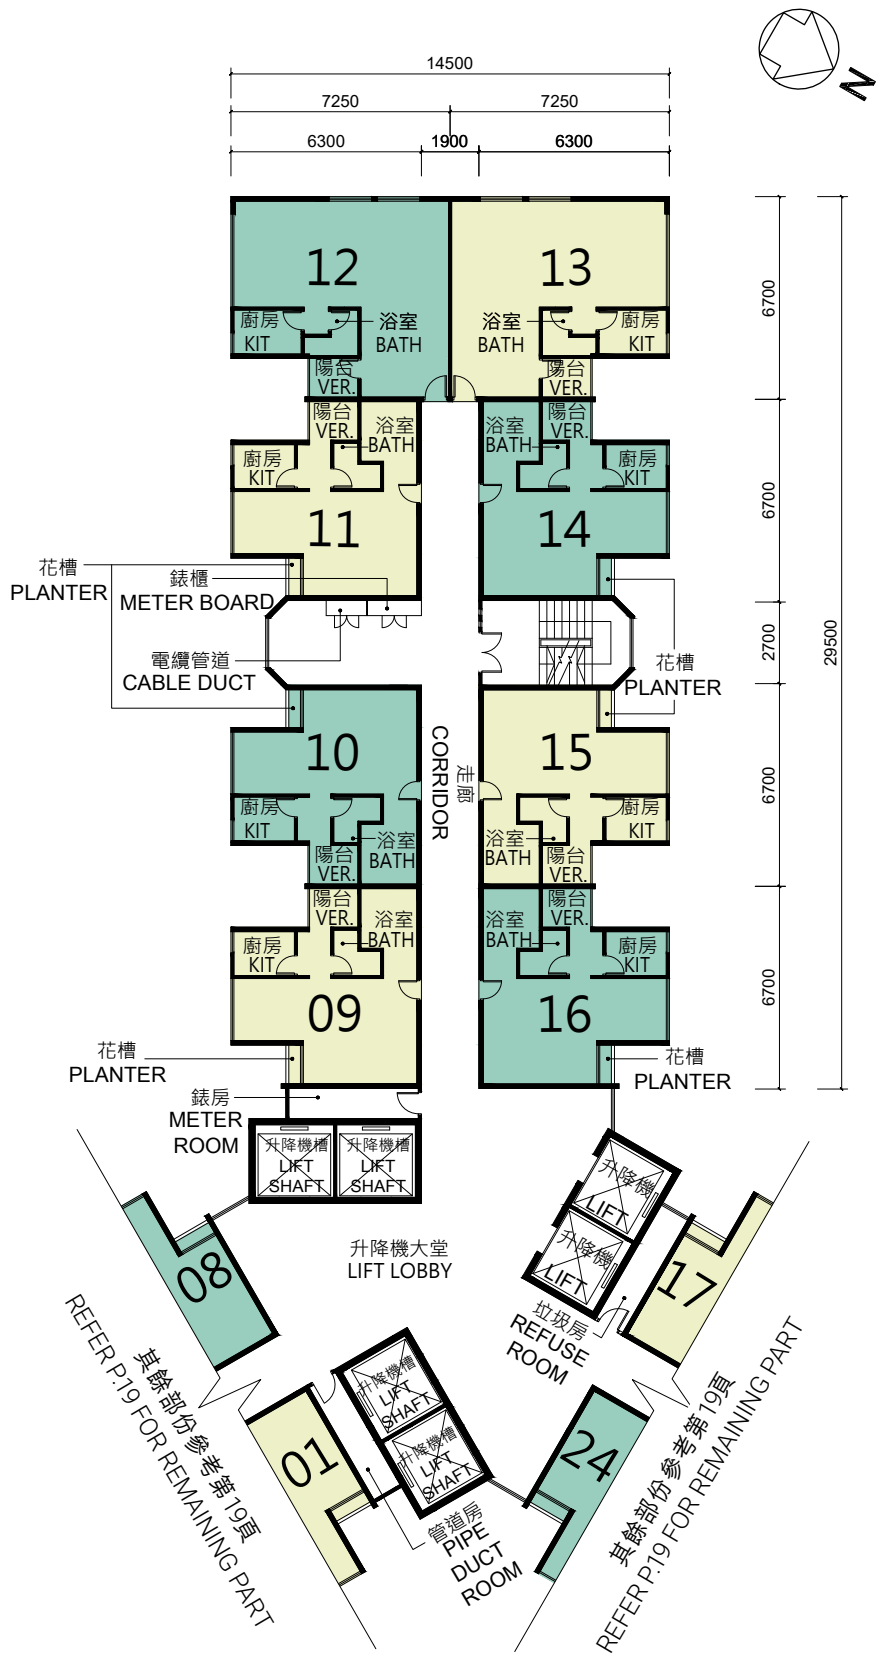 N
14500
7250
7250
6300
1900
6300
12
13
廚房
KIT
浴室
BATH
浴室
BATH
廚房
KIT
陽台
VER.
陽台
VER.
6700
陽台
VER.
浴室
BATH
浴室
BATH
陽台
VER.
廚房
KIT
廚房
KIT
11
14
6700
花槽
PLANTER
錶櫃
METER BOARD
電纜管道
CABLE DUCT
花槽
PLANTER
2700
29500
10
15
CORRIDOR
走廊
廚房
KIT
浴室
BATH
浴室
BATH
廚房
KIT
陽台
VER.
陽台
VER.
6700
陽台
VER.
浴室
BATH
浴室
BATH
陽台
VER.
廚房
KIT
廚房
KIT
09
16
6700
花槽
PLANTER
花槽
PLANTER
錶房
METER
ROOM
升降機槽
LIFT
SHAFT
升降機槽
LIFT
SHAFT
升降機
LIFT
升降機
LIFT
升降機大堂
LIFT LOBBY
08
17
垃圾房
REFUSE
ROOM
其餘部份參考第19頁
REFER P.19 FOR REMAINING PART
升降機槽
LIFT
SHAFT
升降機槽
LIFT
SHAFT
01
24
管道房
PIPE
DUCT
ROOM
其餘部份參考第19頁
REFER P.19 FOR REMAINING PART